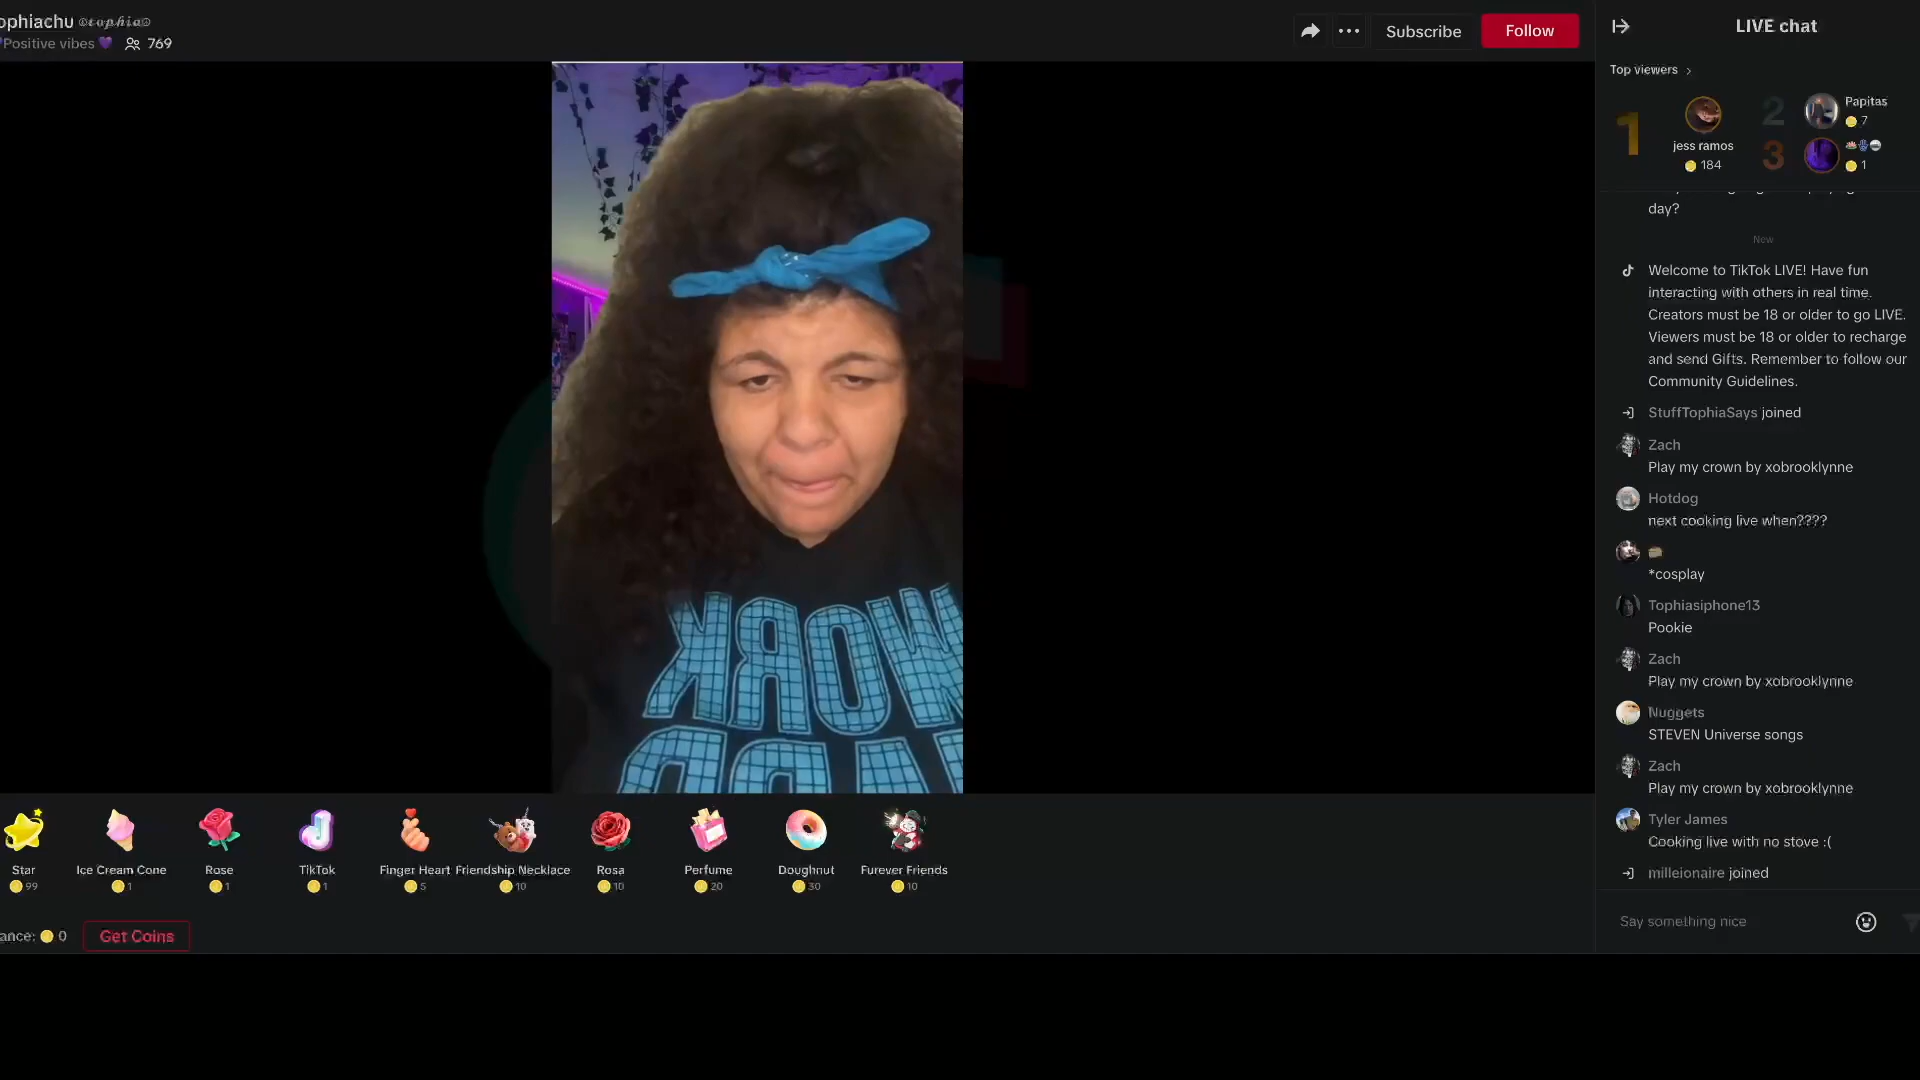 ophiachu @𝓽𝓸𝓹𝓱𝓲𝓪
Positive vibes 💜 769
Subscribe
Follow
LIVE chat
Top viewers >
1
jess ramos
184
2
Papitas
7
3
1
day?
New
Welcome to TikTok LIVE! Have fun
interacting with others in real time.
Creators must be 18 or older to go LIVE.
Viewers must be 18 or older to recharge
and send Gifts. Remember to follow our
Community Guidelines.
StuffTophiaSays joined
Zach
Play my crown by xobrooklynne
Hotdog
next cooking live when????
*cosplay
Tophiasiphone13
Pookie
Zach
Play my crown by xobrooklynne
Nuggets
STEVEN Universe songs
Zach
Play my crown by xobrooklynne
Tyler James
Cooking live with no stove :(
milleionaire joined
Say something nice
WORK
Star
99
Ice Cream Cone
1
Rose
1
TikTok
1
Finger Heart
5
Friendship Necklace
10
Rosa
10
Perfume
20
Doughnut
30
Furever Friends
10
ance: 0
Get Coins